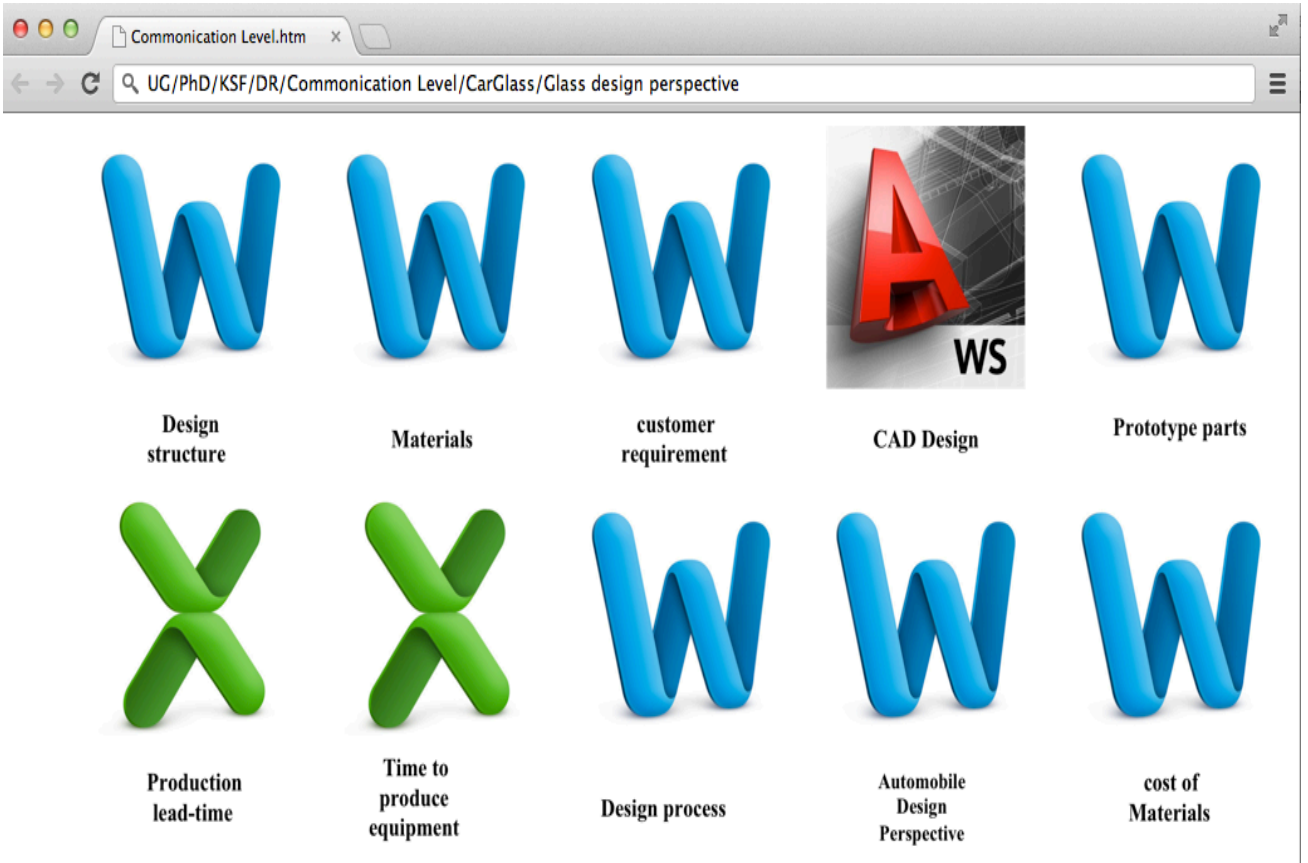 Commonication Level.htm
UG/PhD/KSF/DR/Commonication Level/CarGlass/Glass design perspective
WS
Design
structure
Materials
customer
requirement
CAD Design
Prototype parts
Production
lead-time
Time to
produce
equipment
Design process
Automobile
Design
Perspective
cost of
Materials